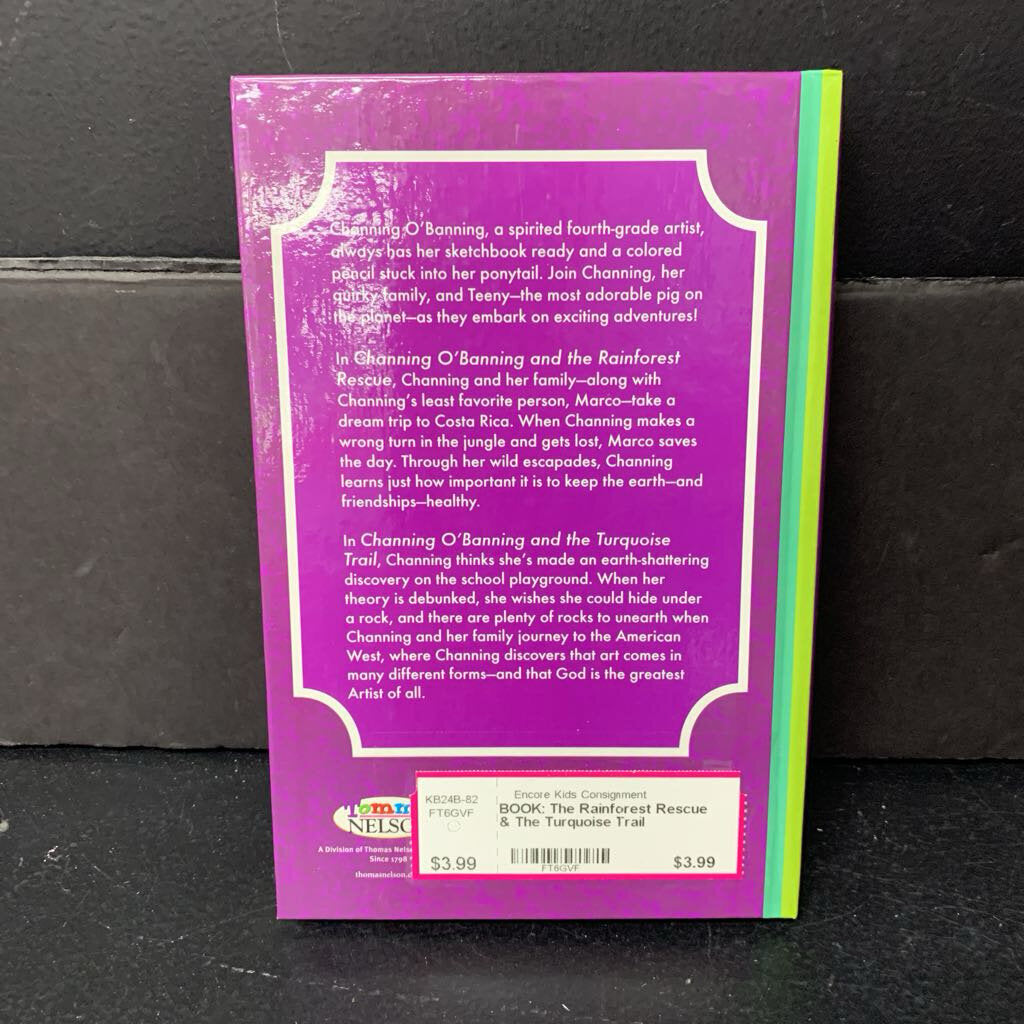 Channing O'Banning, a spirited fourth-grade artist,
always has her sketchbook ready and a colored
pencil stuck into her ponytail. Join Channing, her
quirky family, and Teeny—the most adorable pig on
the planet—as they embark on exciting adventures!
In Channing O'Banning and the Rainforest
Rescue, Channing and her family—along with
Channing's least favorite person, Marco—take a
dream trip to Costa Rica. When Channing makes a
wrong turn in the jungle and gets lost, Marco saves
the day. Through her wild escapades, Channing
learns just how important it is to keep the earth—and
friendships—healthy.
In Channing O'Banning and the Turquoise
Trail, Channing thinks she's made an earth-shattering
discovery on the school playground. When her
theory is debunked, she wishes she could hide under
a rock, and there are plenty of rocks to unearth when
Channing and her family journey to the American
West, where Channing discovers that art comes in
many different forms—and that God is the greatest
Artist of all.
Tomm
NELSO
A Division of Thomas Nelso
Since 1798
thomasnelson.c
KB24B-82
FT6GVF
$3.99
Encore Kids Consignment
BOOK: The Rainforest Rescue
& The Turquoise Trail
FT6GVF
$3.99